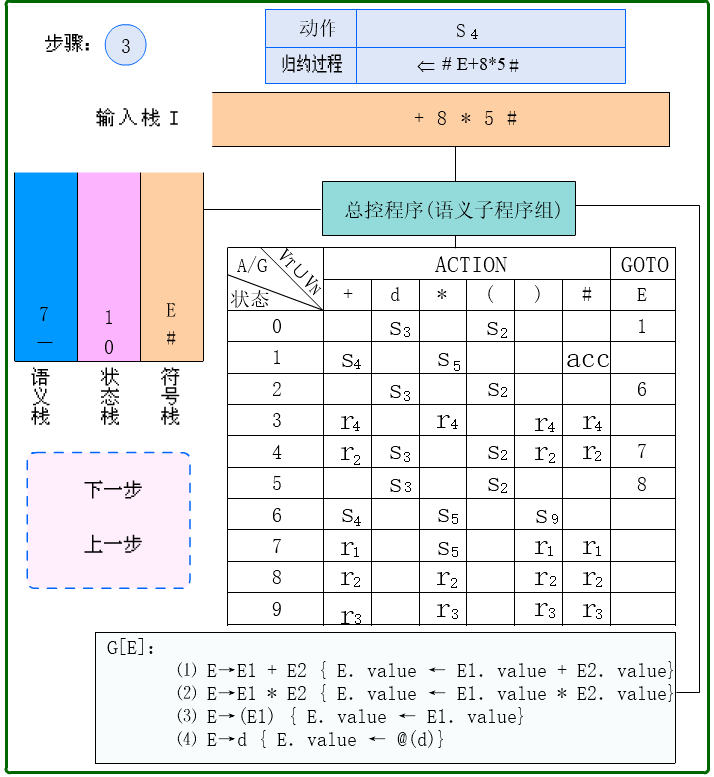 步骤: 3
动作 S4
归约过程 ⇐ # E+8*5#
输入栈 I + 8 * 5 #
总控程序(语义子程序组)
A/G VT∪VN ACTION GOTO
状态 + d * ( ) # E
0 S3 S2 1
1 S4 S5 acc
2 S3 S2 6
3 r4 r4 r4 r4
4 r2 S3 S2 r2 r2 7
5 S3 S2 8
6 S4 S5 S9
7 r1 S5 r1 r1
8 r2 r2 r2 r2
9 r3 r3 r3 r3
7 1 E
— 0 #
语义栈 状态栈 符号栈
下一步
上一步
G[E]:
(1) E→E1 + E2 { E. value ← E1. value + E2. value}
(2) E→E1 * E2 { E. value ← E1. value * E2. value}
(3) E→(E1) { E. value ← E1. value}
(4) E→d { E. value ← @(d)}